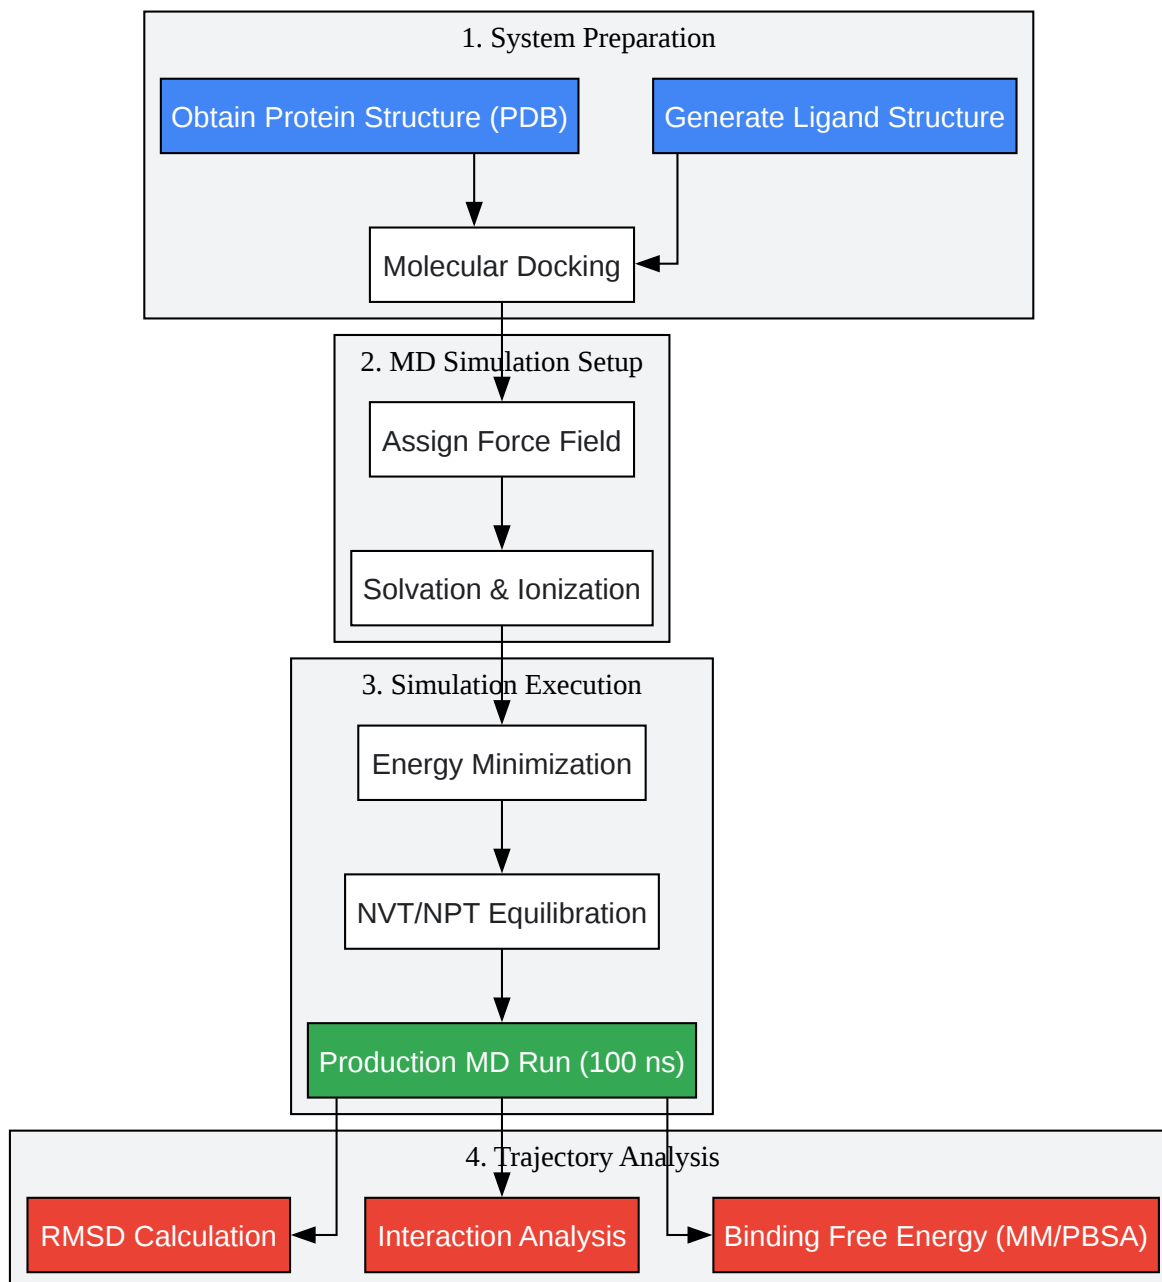 1. System Preparation
Obtain Protein Structure (PDB)
Generate Ligand Structure
Molecular Docking
2. MD Simulation Setup
Assign Force Field
Solvation & Ionization
3. Simulation Execution
Energy Minimization
NVT/NPT Equilibration
Production MD Run (100 ns)
4. Trajectory Analysis
RMSD Calculation
Interaction Analysis
Binding Free Energy (MM/PBSA)